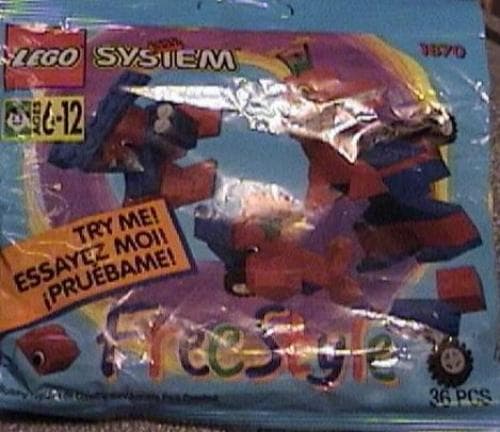 LEGO SYSTEM
1870
AGES 6-12
TRY ME!
ESSAYEZ MOI!
¡PRUÉBAME!
FreeStyle
36 PCS